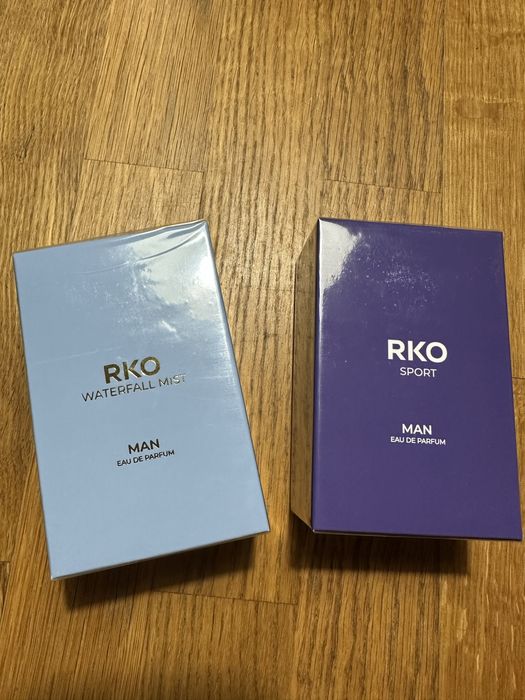 RKO
WATERFALL MIST
MAN
EAU DE PARFUM
RKO
SPORT
MAN
EAU DE PARFUM